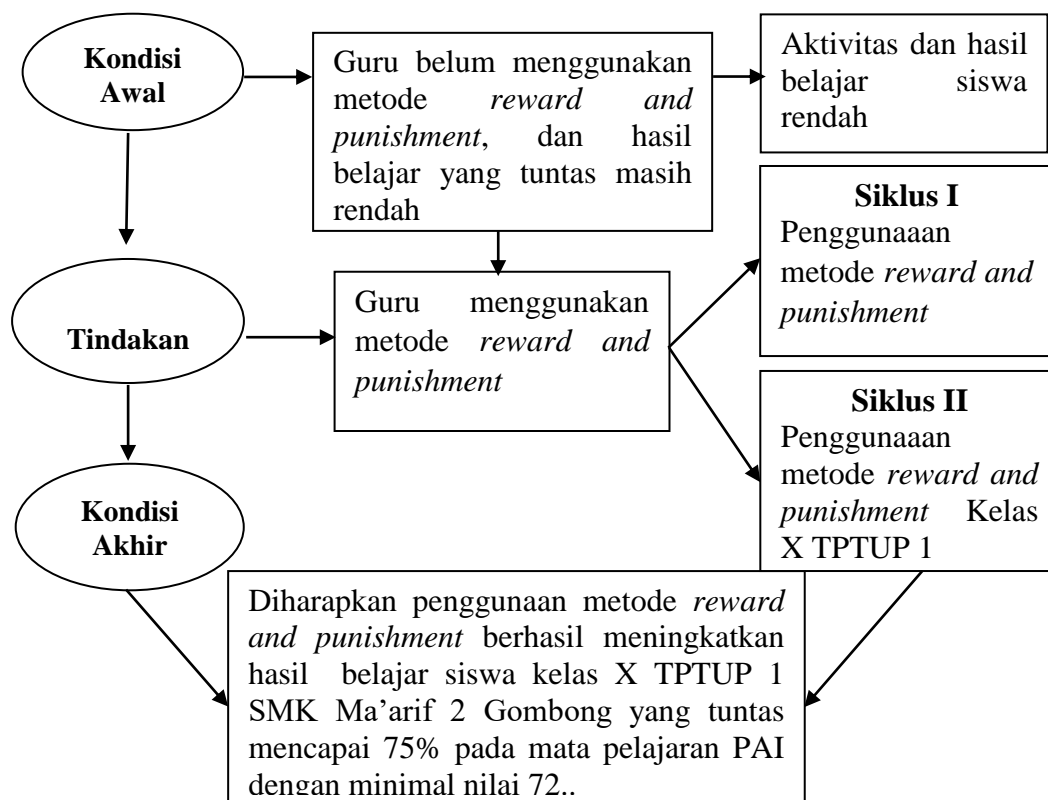 Kondisi
Awal
Guru belum menggunakan
metode reward and
punishment, dan hasil
belajar yang tuntas masih
rendah
Aktivitas dan hasil
belajar siswa
rendah
Tindakan
Guru menggunakan
metode reward and
punishment
Siklus I
Penggunaaan
metode reward and
punishment
Siklus II
Penggunaaan
metode reward and
punishment Kelas
X TPTUP 1
Kondisi
Akhir
Diharapkan penggunaan metode reward
and punishment berhasil meningkatkan
hasil belajar siswa kelas X TPTUP 1
SMK Ma’arif 2 Gombong yang tuntas
mencapai 75% pada mata pelajaran PAI
dengan minimal nilai 72..